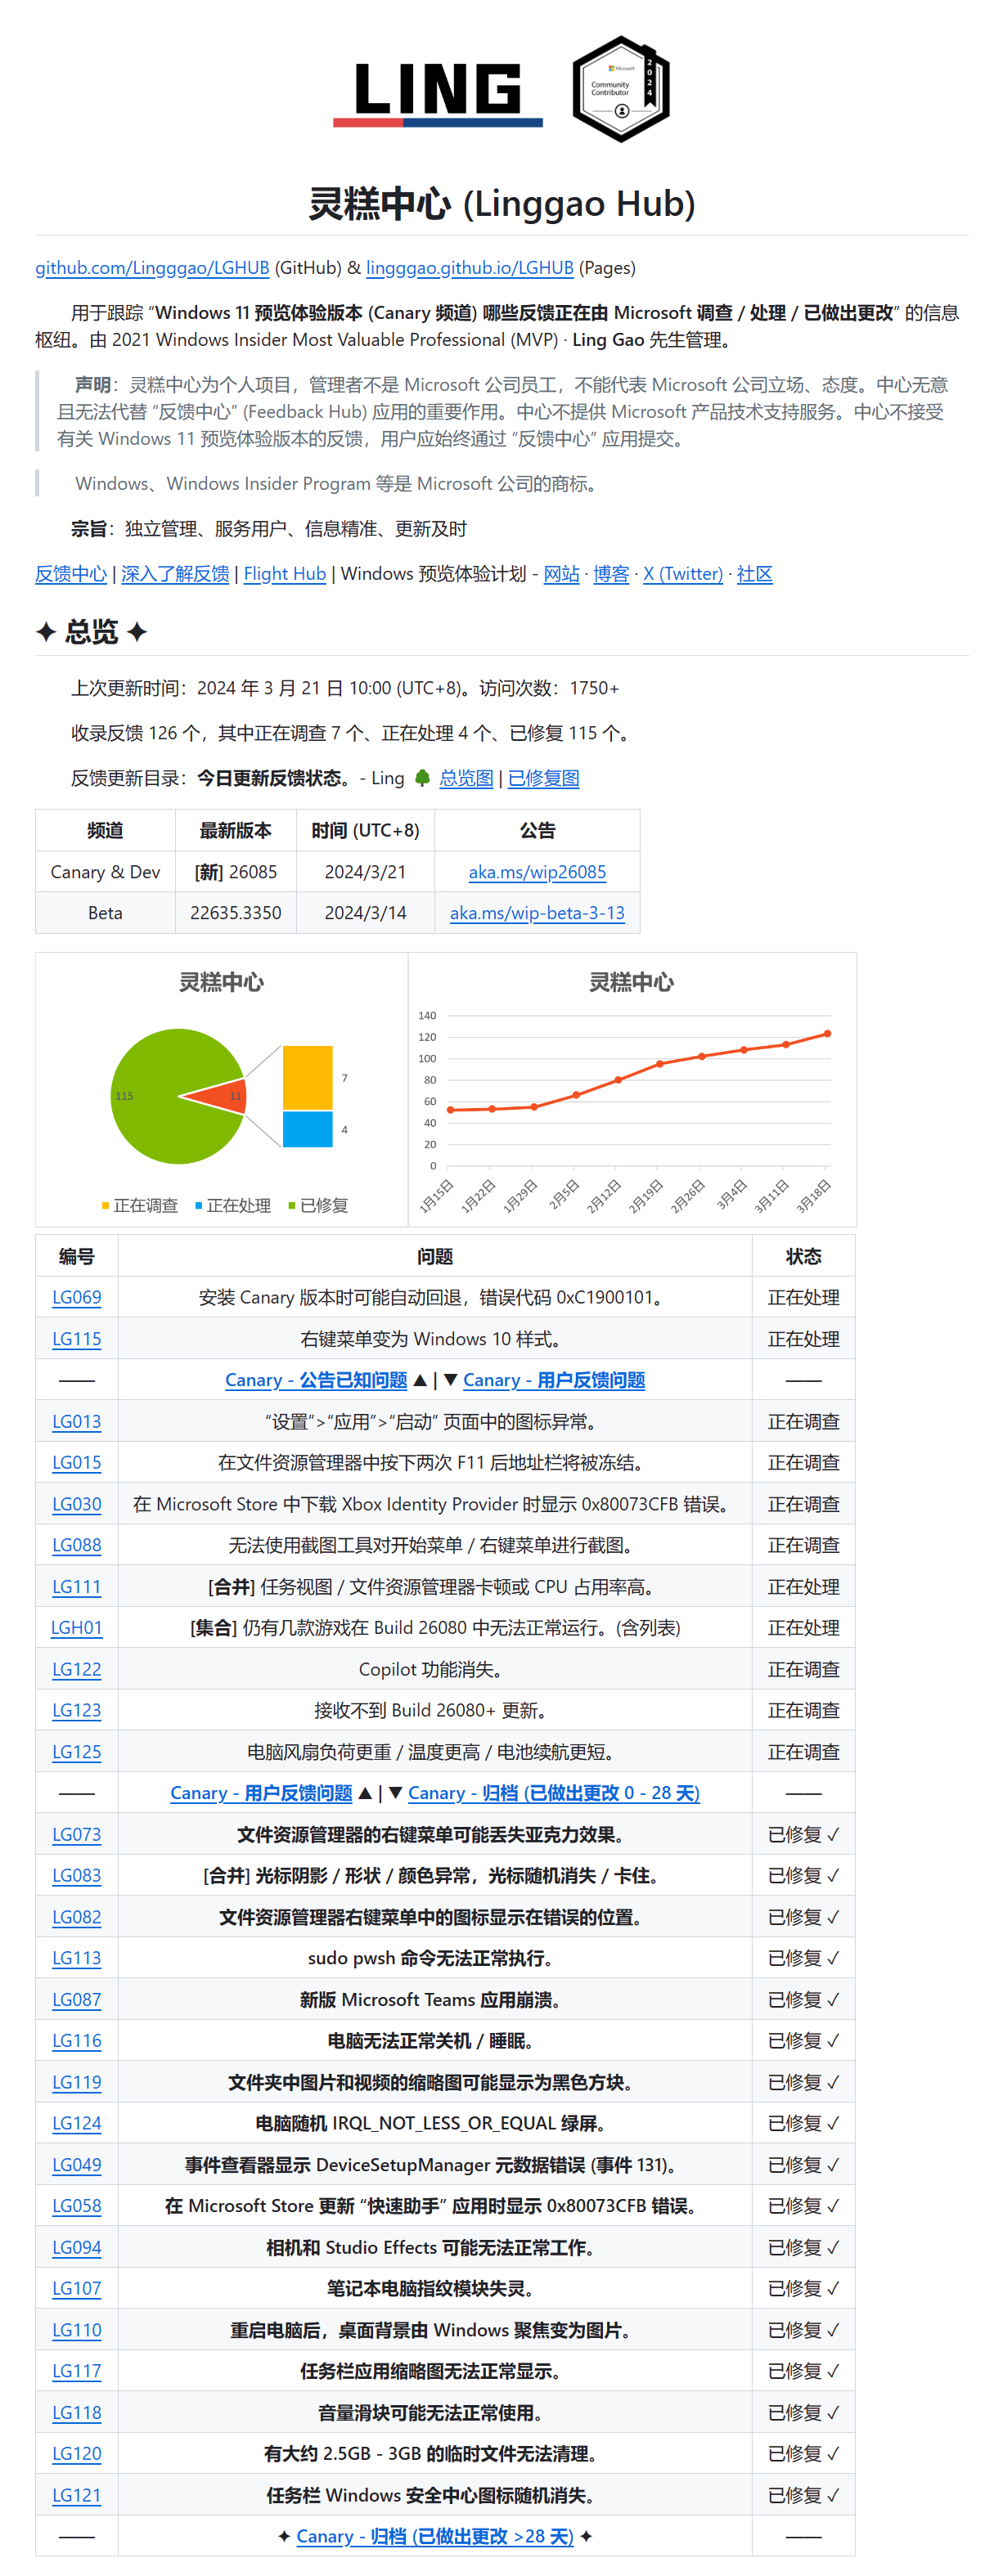 LING
Microsoft
Community
Contributor
2024
灵糕中心 (Linggao Hub)
github.com/Lingggao/LGHUB (GitHub) & lingggao.github.io/LGHUB (Pages)
用于跟踪 “Windows 11 预览体验版本 (Canary 频道) 哪些反馈正在由 Microsoft 调查 / 处理 / 已做出更改” 的信息
枢纽。由 2021 Windows Insider Most Valuable Professional (MVP) · Ling Gao 先生管理。
声明：灵糕中心为个人项目，管理者不是 Microsoft 公司员工，不能代表 Microsoft 公司立场、态度。中心无意
且无法代替 “反馈中心” (Feedback Hub) 应用的重要作用。中心不提供 Microsoft 产品技术支持服务。中心不接受
有关 Windows 11 预览体验版本的反馈，用户应始终通过 “反馈中心” 应用提交。
Windows、Windows Insider Program 等是 Microsoft 公司的商标。
宗旨：独立管理、服务用户、信息精准、更新及时
反馈中心 | 深入了解反馈 | Flight Hub | Windows 预览体验计划 - 网站 · 博客 · X (Twitter) · 社区
✦ 总览 ✦
上次更新时间：2024 年 3 月 21 日 10:00 (UTC+8)。访问次数：1750+
收录反馈 126 个，其中正在调查 7 个、正在处理 4 个、已修复 115 个。
反馈更新目录：今日更新反馈状态。- Ling 🌳 总览图 | 已修复图
频道 最新版本 时间 (UTC+8) 公告
Canary & Dev [新] 26085 2024/3/21 aka.ms/wip26085
Beta 22635.3350 2024/3/14 aka.ms/wip-beta-3-13
灵糕中心
115
11
7
4
正在调查 正在处理 已修复
灵糕中心
140
120
100
80
60
40
20
0
1月15日 1月22日 1月29日 2月5日 2月12日 2月19日 2月26日 3月4日 3月11日 3月18日
编号 问题 状态
LG069 安装 Canary 版本时可能自动回退，错误代码 0xC1900101。 正在处理
LG115 右键菜单变为 Windows 10 样式。 正在处理
—— Canary - 公告已知问题 ▲ | ▼ Canary - 用户反馈问题 ——
LG013 “设置”>“应用”>“启动” 页面中的图标异常。 正在调查
LG015 在文件资源管理器中按下两次 F11 后地址栏将被冻结。 正在调查
LG030 在 Microsoft Store 中下载 Xbox Identity Provider 时显示 0x80073CFB 错误。 正在调查
LG088 无法使用截图工具对开始菜单 / 右键菜单进行截图。 正在调查
LG111 [合并] 任务视图 / 文件资源管理器卡顿或 CPU 占用率高。 正在处理
LGH01 [集合] 仍有几款游戏在 Build 26080 中无法正常运行。(含列表) 正在处理
LG122 Copilot 功能消失。 正在调查
LG123 接收不到 Build 26080+ 更新。 正在调查
LG125 电脑风扇负荷更重 / 温度更高 / 电池续航更短。 正在调查
—— Canary - 用户反馈问题 ▲ | ▼ Canary - 归档 (已做出更改 0 - 28 天) ——
LG073 文件资源管理器的右键菜单可能丢失亚克力效果。 已修复 ✓
LG083 [合并] 光标阴影 / 形状 / 颜色异常，光标随机消失 / 卡住。 已修复 ✓
LG082 文件资源管理器右键菜单中的图标显示在错误的位置。 已修复 ✓
LG113 sudo pwsh 命令无法正常执行。 已修复 ✓
LG087 新版 Microsoft Teams 应用崩溃。 已修复 ✓
LG116 电脑无法正常关机 / 睡眠。 已修复 ✓
LG119 文件夹中图片和视频的缩略图可能显示为黑色方块。 已修复 ✓
LG124 电脑随机 IRQL_NOT_LESS_OR_EQUAL 绿屏。 已修复 ✓
LG049 事件查看器显示 DeviceSetupManager 元数据错误 (事件 131)。 已修复 ✓
LG058 在 Microsoft Store 更新 “快速助手” 应用时显示 0x80073CFB 错误。 已修复 ✓
LG094 相机和 Studio Effects 可能无法正常工作。 已修复 ✓
LG107 笔记本电脑指纹模块失灵。 已修复 ✓
LG110 重启电脑后，桌面背景由 Windows 聚焦变为图片。 已修复 ✓
LG117 任务栏应用缩略图无法正常显示。 已修复 ✓
LG118 音量滑块可能无法正常使用。 已修复 ✓
LG120 有大约 2.5GB - 3GB 的临时文件无法清理。 已修复 ✓
LG121 任务栏 Windows 安全中心图标随机消失。 已修复 ✓
—— ✦ Canary - 归档 (已做出更改 >28 天) ✦ ——